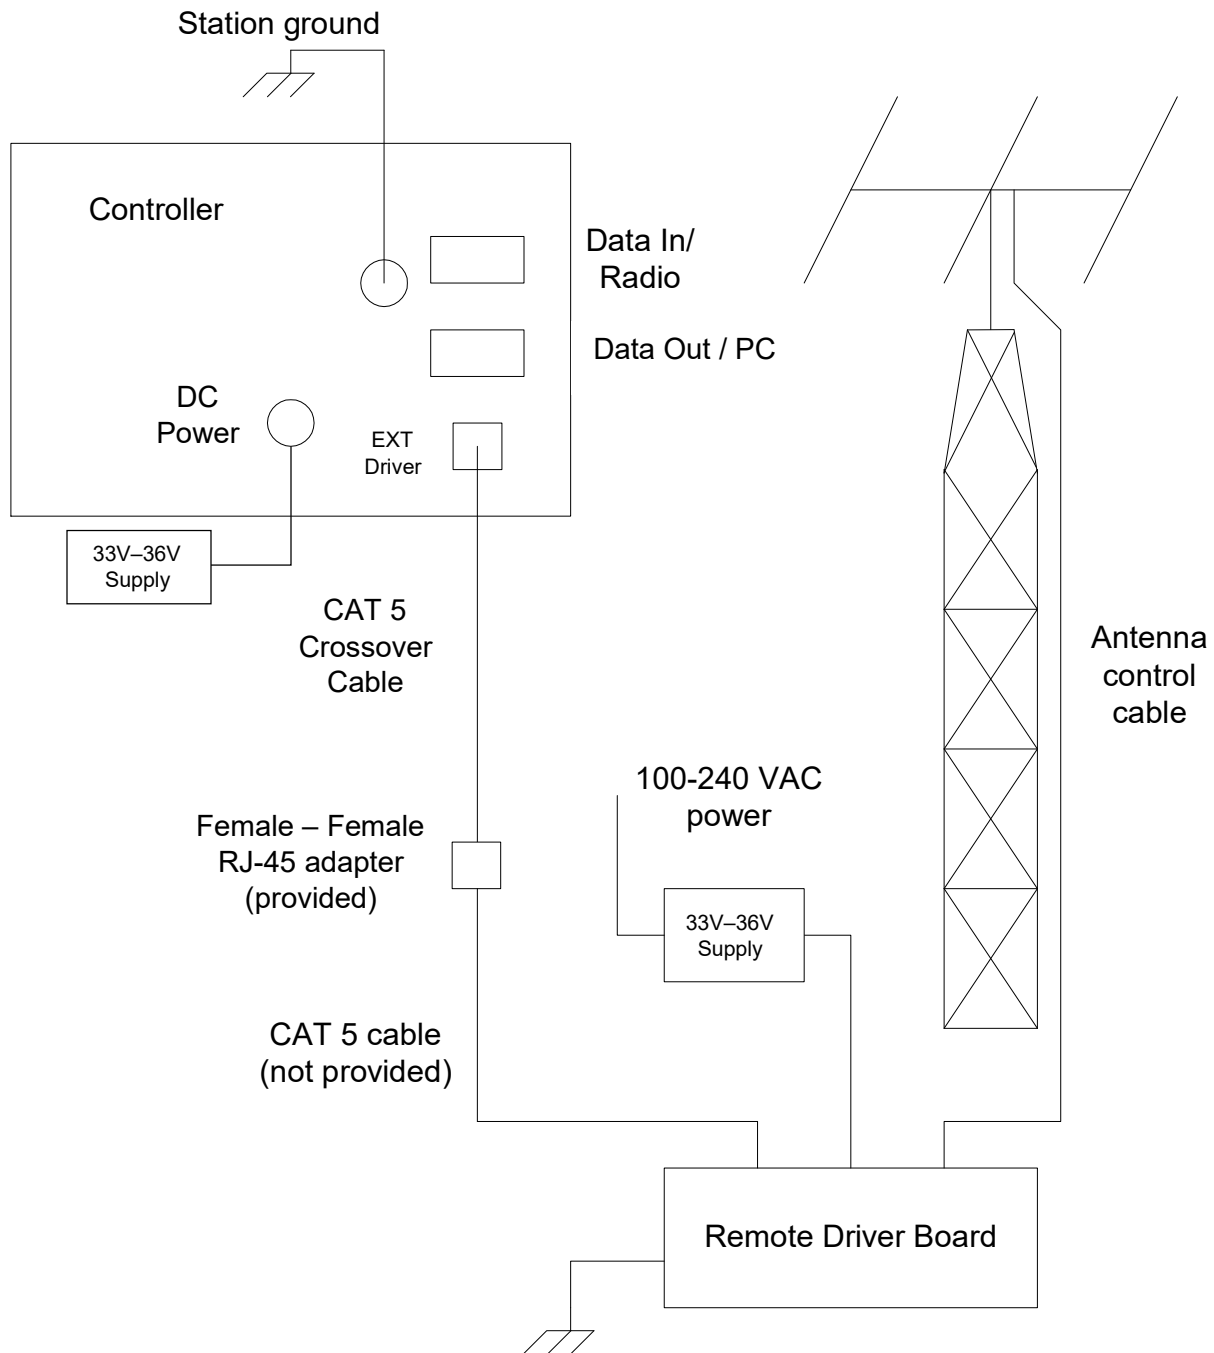 Station ground
Controller
Data In/
Radio
Data Out / PC
DC
Power
EXT
Driver
33V–36V
Supply
CAT 5
Crossover
Cable
Antenna
control
cable
100-240 VAC
power
Female – Female
RJ-45 adapter
(provided)
33V–36V
Supply
CAT 5 cable
(not provided)
Remote Driver Board